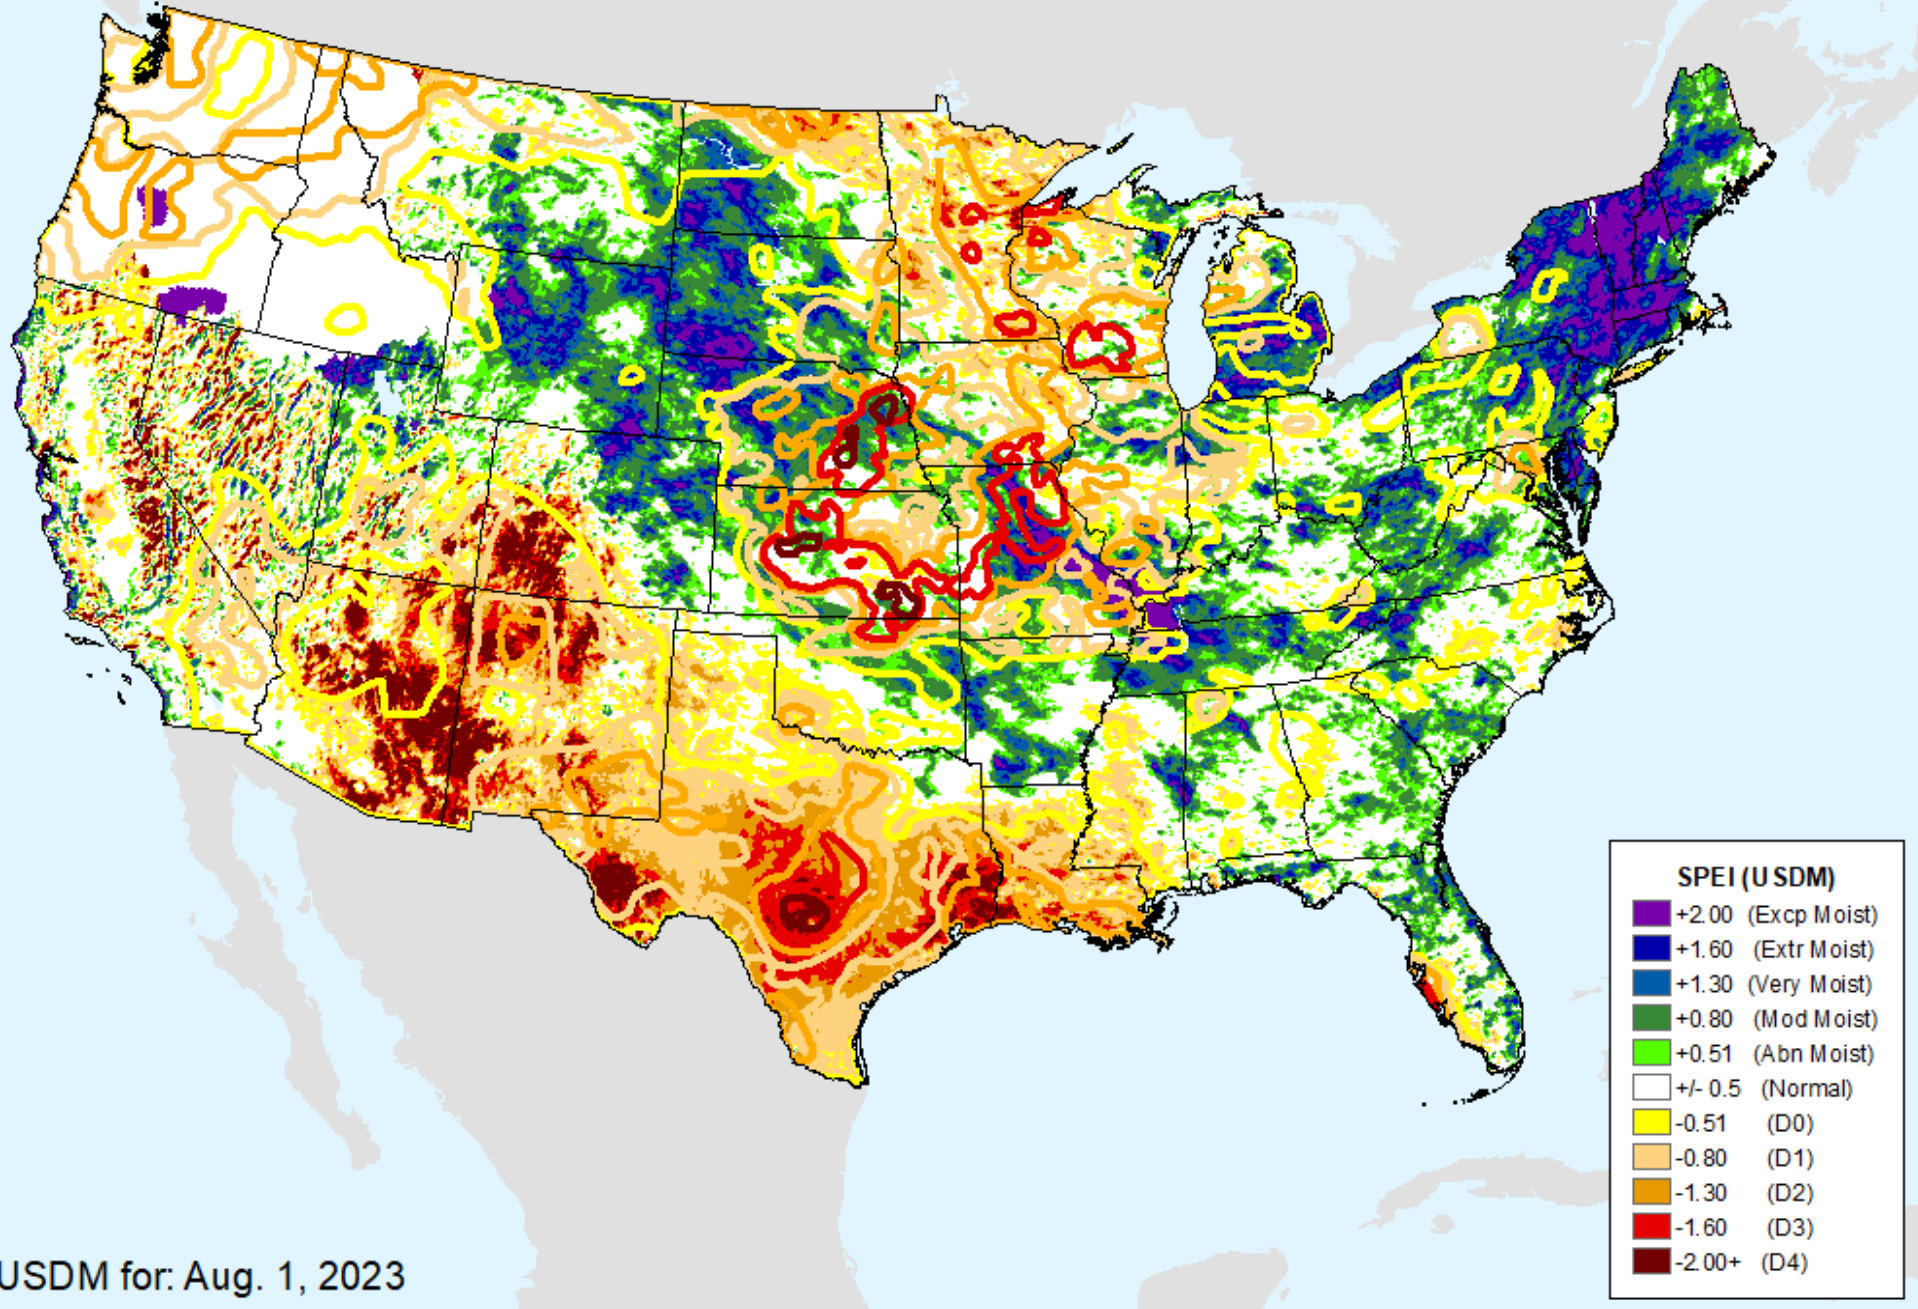 SPEI (USDM)
+2.00 (Excp Moist)
+1.60 (Extr Moist)
+1.30 (Very Moist)
+0.80 (Mod Moist)
+0.51 (Abn Moist)
+/- 0.5 (Normal)
-0.51 (D0)
-0.80 (D1)
-1.30 (D2)
-1.60 (D3)
-2.00+ (D4)
USDM for: Aug. 1, 2023